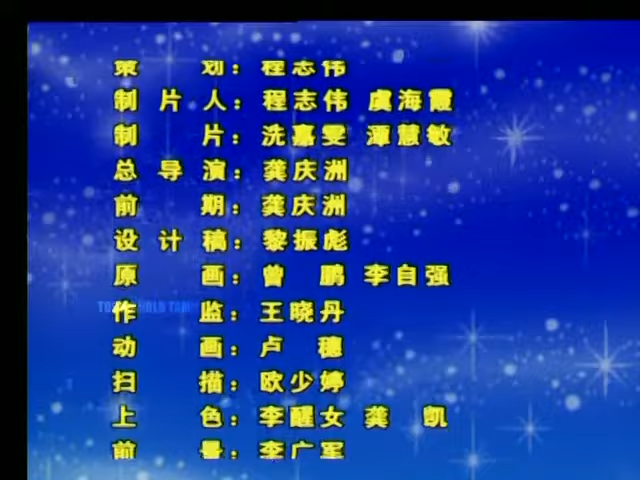 策 划：程志伟
制 片 人：程志伟 虞海霞
制 片：冼嘉雯 潭慧敏
总 导 演：龚庆洲
前 期：龚庆洲
设 计 稿：黎振彪
原 画：曾 鹏 李自强
作 监：王晓丹
动 画：卢 穗
扫 描：欧少婷
上 色：李醒女 龚 凯
前 景：李广军